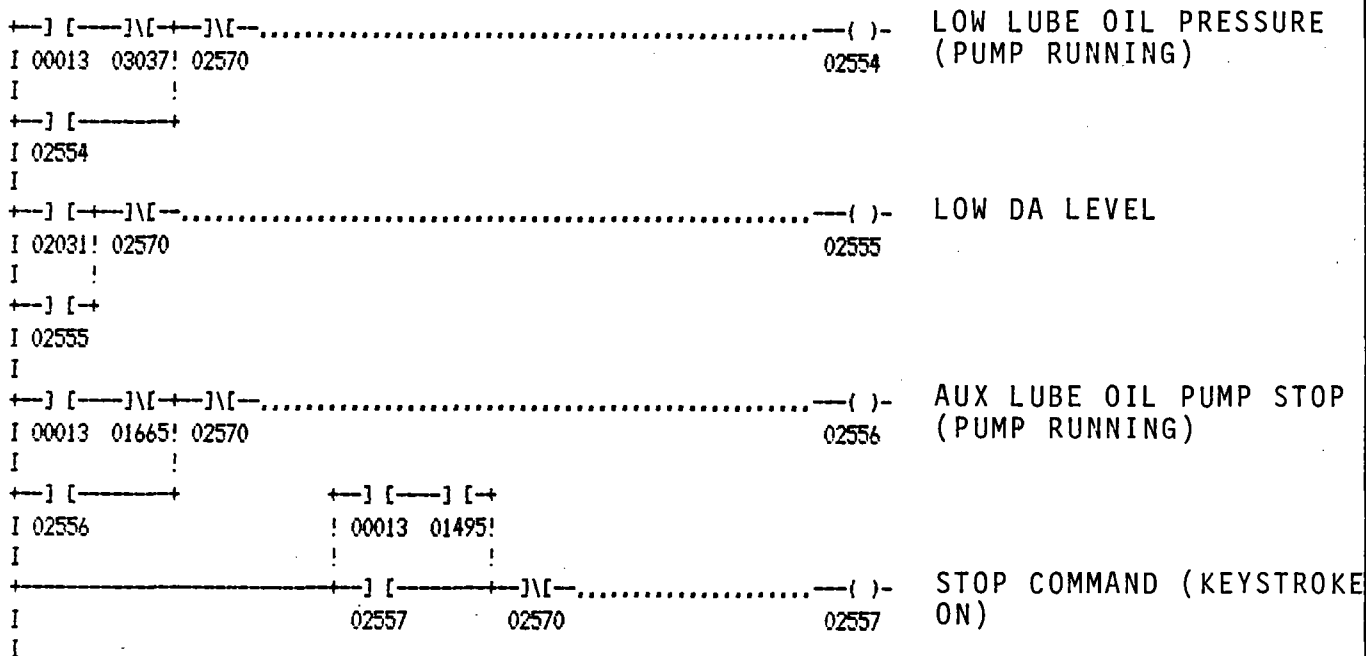 +--] [----]\[-+--]\[--..................................................---( )- LOW LUBE OIL PRESSURE
I 00013 03037! 02570 02554 (PUMP RUNNING)
I !
+--] [--------+
I 02554
I
+--] [-+--]\[--.........................................................---( )- LOW DA LEVEL
I 02031! 02570 02555
I !
+--] [-+
I 02555
I
+--] [----]\[-+--]\[--..................................................---( )- AUX LUBE OIL PUMP STOP
I 00013 01665! 02570 02556 (PUMP RUNNING)
I !
+--] [--------+ +--] [----] [-+
I 02556 ! 00013 01495!
I ! !
+---------------------------+--] [--------+--]\[--.....................---( )- STOP COMMAND (KEYSTROKE
I 02557 02570 02557 ON)
I